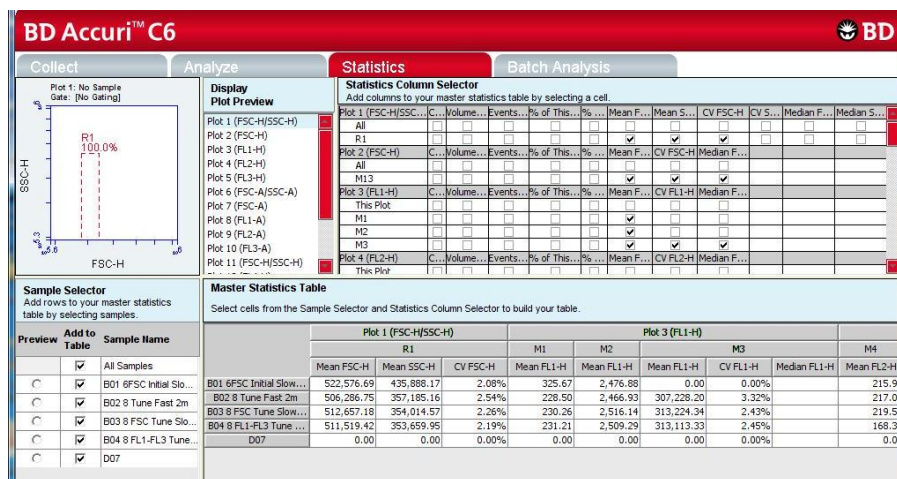 BD Accuri™ C6
BD
Collect
Analyze
Statistics
Batch Analysis
Plot 1: No Sample
Gate: [No Gating]
R1
100.0%
SSC-H
FSC-H
Display
Plot Preview
Plot 1 (FSC-H/SSC-H)
Plot 2 (FSC-H)
Plot 3 (FL1-H)
Plot 4 (FL2-H)
Plot 5 (FL3-H)
Plot 6 (FSC-A/SSC-A)
Plot 7 (FSC-A)
Plot 8 (FL1-A)
Plot 9 (FL2-A)
Plot 10 (FL3-A)
Plot 11 (FSC-H/SSC-H)
Statistics Column Selector
Add columns to your master statistics table by selecting a cell.
Plot 1 (FSC-H/SSC... C... Volume... Events... % of This... % ... Mean F... Mean S... CV FSC-H CV S... Median F... Median S...
All
R1
Plot 2 (FSC-H) C... Volume... Events... % of This... % ... Mean F... CV FSC-H Median F...
All
M13
Plot 3 (FL1-H) C... Volume... Events... % of This... % ... Mean F... CV FL1-H Median F...
This Plot
M1
M2
M3
Plot 4 (FL2-H) C... Volume... Events... % of This... % ... Mean F... CV FL2-H Median F...
This Plot
Sample Selector
Add rows to your master statistics
table by selecting samples.
Preview Add to Table Sample Name
All Samples
B01 6FSC Initial Slo...
B02 8 Tune Fast 2m
B03 8 FSC Tune Slo...
B04 8 FL1-FL3 Tune...
D07
Master Statistics Table
Select cells from the Sample Selector and Statistics Column Selector to build your table.
Plot 1 (FSC-H/SSC-H) Plot 3 (FL1-H)
R1 M1 M2 M3 M4
Mean FSC-H Mean SSC-H CV FSC-H Mean FL1-H Mean FL1-H Mean FL1-H CV FL1-H Median FL1-H Mean FL2-H
B01 6FSC Initial Slow... 522,576.69 435,888.17 2.08% 325.67 2,476.88 0.00 0.00% 215.9
B02 8 Tune Fast 2m 506,286.75 357,185.16 2.54% 228.50 2,466.93 307,228.20 3.32% 217.0
B03 8 FSC Tune Slow... 512,657.18 354,014.57 2.26% 230.26 2,516.14 313,224.34 2.43% 219.5
B04 8 FL1-FL3 Tune ... 511,519.42 353,659.95 2.19% 231.21 2,509.29 313,113.33 2.45% 168.3
D07 0.00 0.00 0.00% 0.00 0.00 0.00 0.00% 0.0